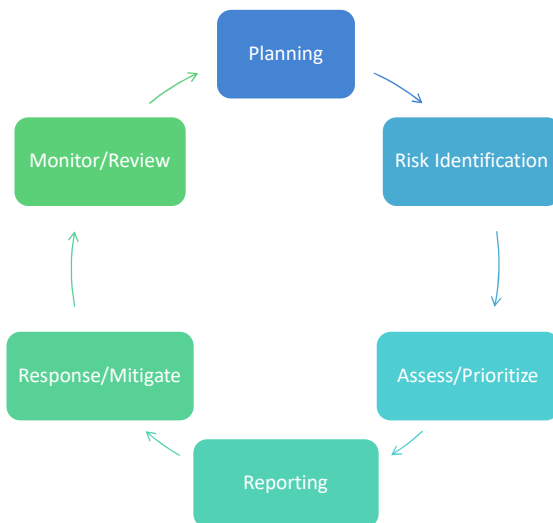 Planning
Risk Identification
Assess/Prioritize
Reporting
Response/Mitigate
Monitor/Review